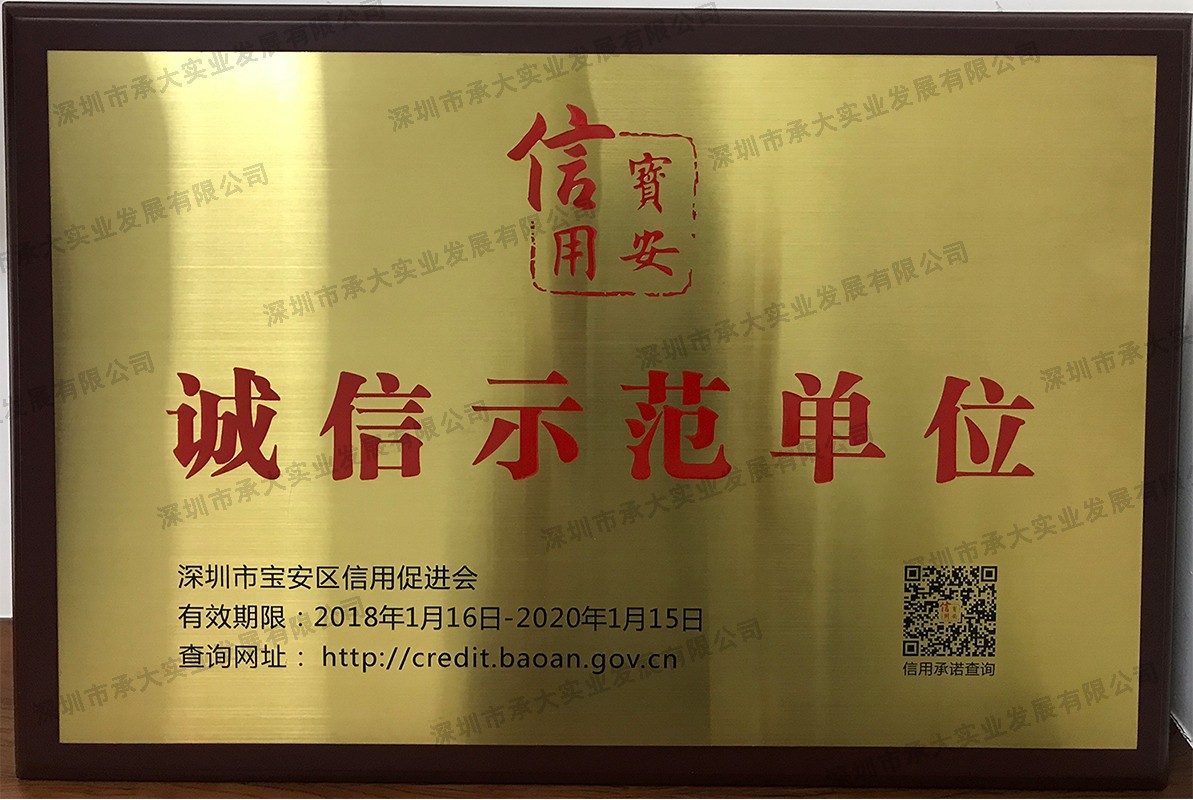 信用
寶安
诚信示范单位
深圳市宝安区信用促进会
有效期限：2018年1月16日-2020年1月15日
查询网址： http://credit.baoan.gov.cn
信用承诺查询
深圳市承大实业发展有限公司